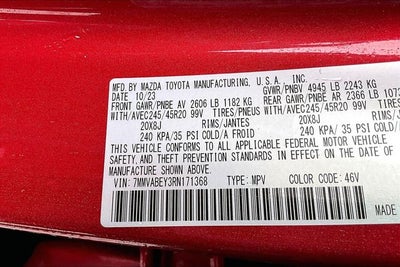 MFD. BY MAZDA TOYOTA MANUFACTURING, U.S.A. INC.
DATE 10/23 GVWR/PNBV 4945 LB 2243 KG
FRONT GAWR/PNBE AV 2606 LB 1182 KG REAR GAWR/PNBE AR 2366 LB 1073
WITH/AVEC245/45R20 99V WITH/AVEC245/45R20 99V
20X8J RIMS/JANTES 20X8J RIMS/J
240 KPA/35 PSI COLD/A FROID 240 KPA/35 PSI COLD/A
THIS VEHICLE CONFORMS TO ALL APPLICABLE FEDERAL MOTOR VEHICLE
SAFETY, AND THEFT PREVENTION STANDARDS IN EFFECT ON THE DATE OF
MANUFACTURE SHOWN ABOVE.
VIN: 7MMVABEY3RN171368 TYPE: MPV COLOR CODE: 46V
MADE